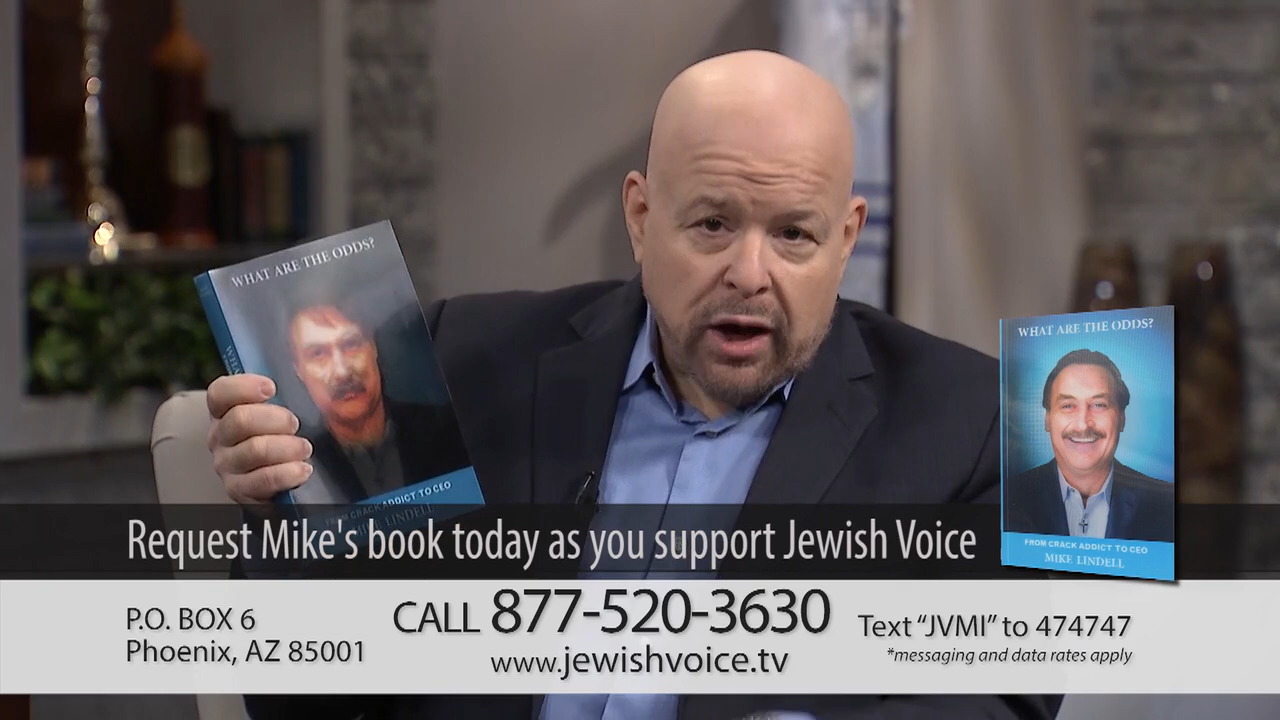 WHAT ARE THE ODDS?
FROM CRACK ADDICT TO CEO
MIKE LINDELL
WHAT ARE THE ODDS?
FROM CRACK ADDICT TO CEO
MIKE LINDELL
Request Mike's book today as you support Jewish Voice
P.O. BOX 6
Phoenix, AZ 85001
CALL 877-520-3630
www.jewishvoice.tv
Text “JVMI” to 474747
*messaging and data rates apply